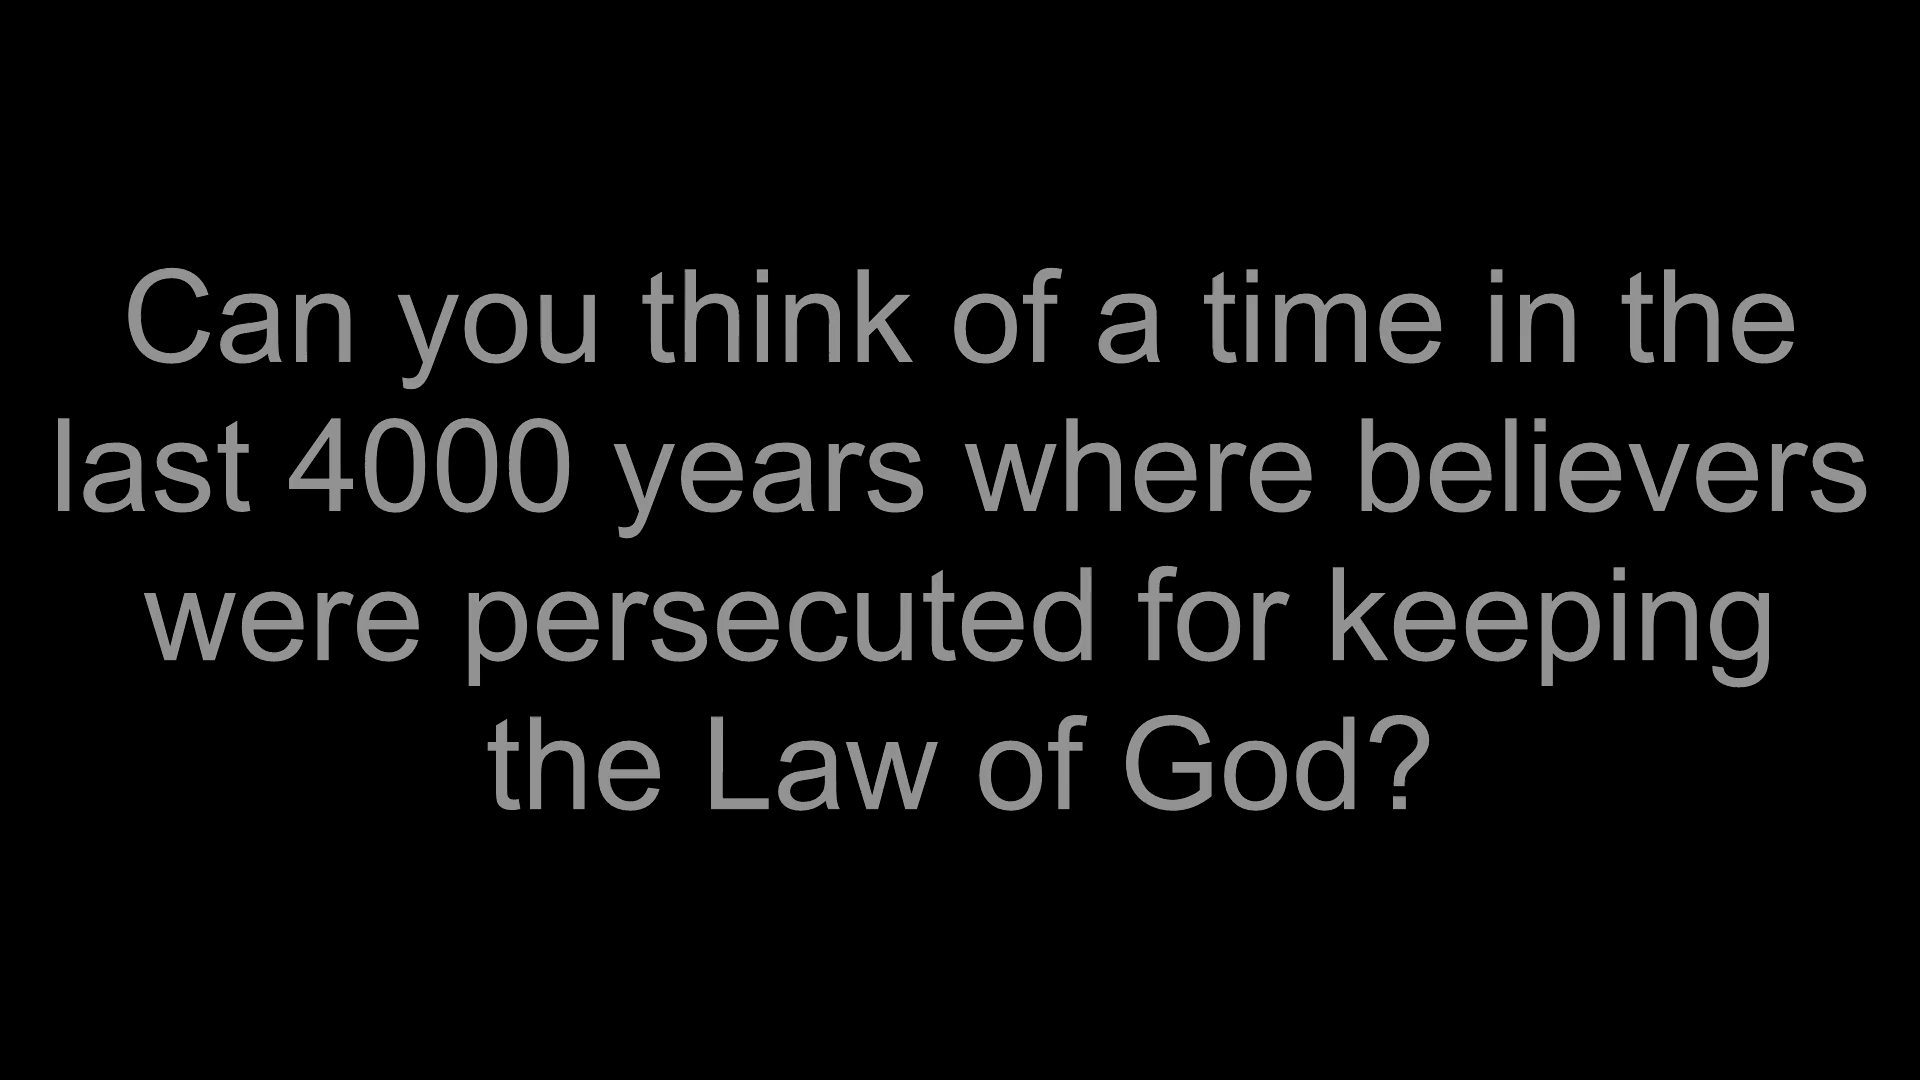 Can you think of a time in the
last 4000 years where believers
were persecuted for keeping
the Law of God?